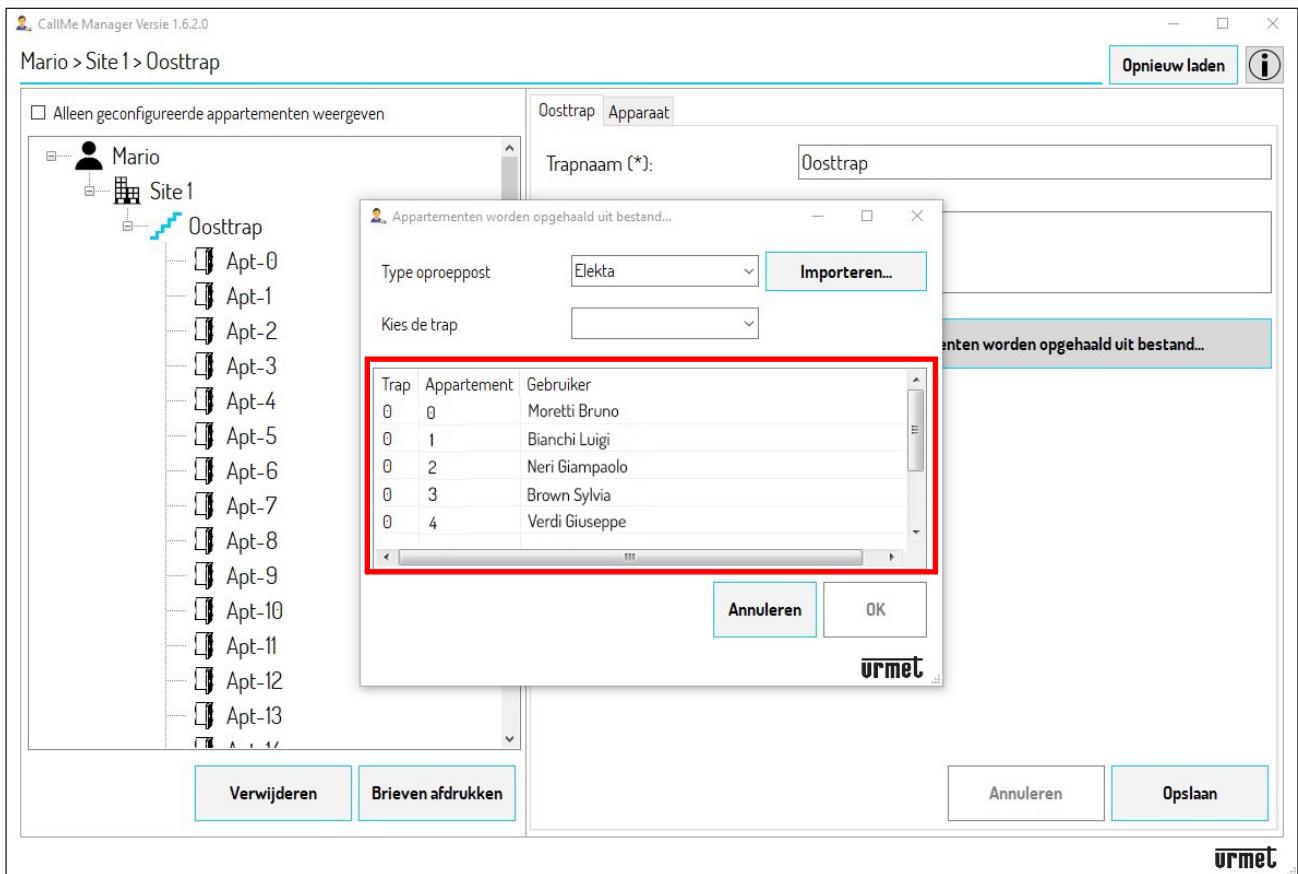 CallMe Manager Versie 1.6.2.0
Mario > Site 1 > Oosttrap
Opnieuw laden
Alleen geconfigureerde appartementen weergeven
Mario
Site 1
Oosttrap
Apt-0
Apt-1
Apt-2
Apt-3
Apt-4
Apt-5
Apt-6
Apt-7
Apt-8
Apt-9
Apt-10
Apt-11
Apt-12
Apt-13
Verwijderen
Brieven afdrukken
Oosttrap Apparaat
Trapnaam (*): Oosttrap
enten worden opgehaald uit bestand...
Appartementen worden opgehaald uit bestand...
Type oproeppost Elekta Importeren...
Kies de trap
Trap Appartement Gebruiker
0 0 Moretti Bruno
0 1 Bianchi Luigi
0 2 Neri Giampaolo
0 3 Brown Sylvia
0 4 Verdi Giuseppe
Annuleren OK
urmet
Annuleren Opslaan
urmet